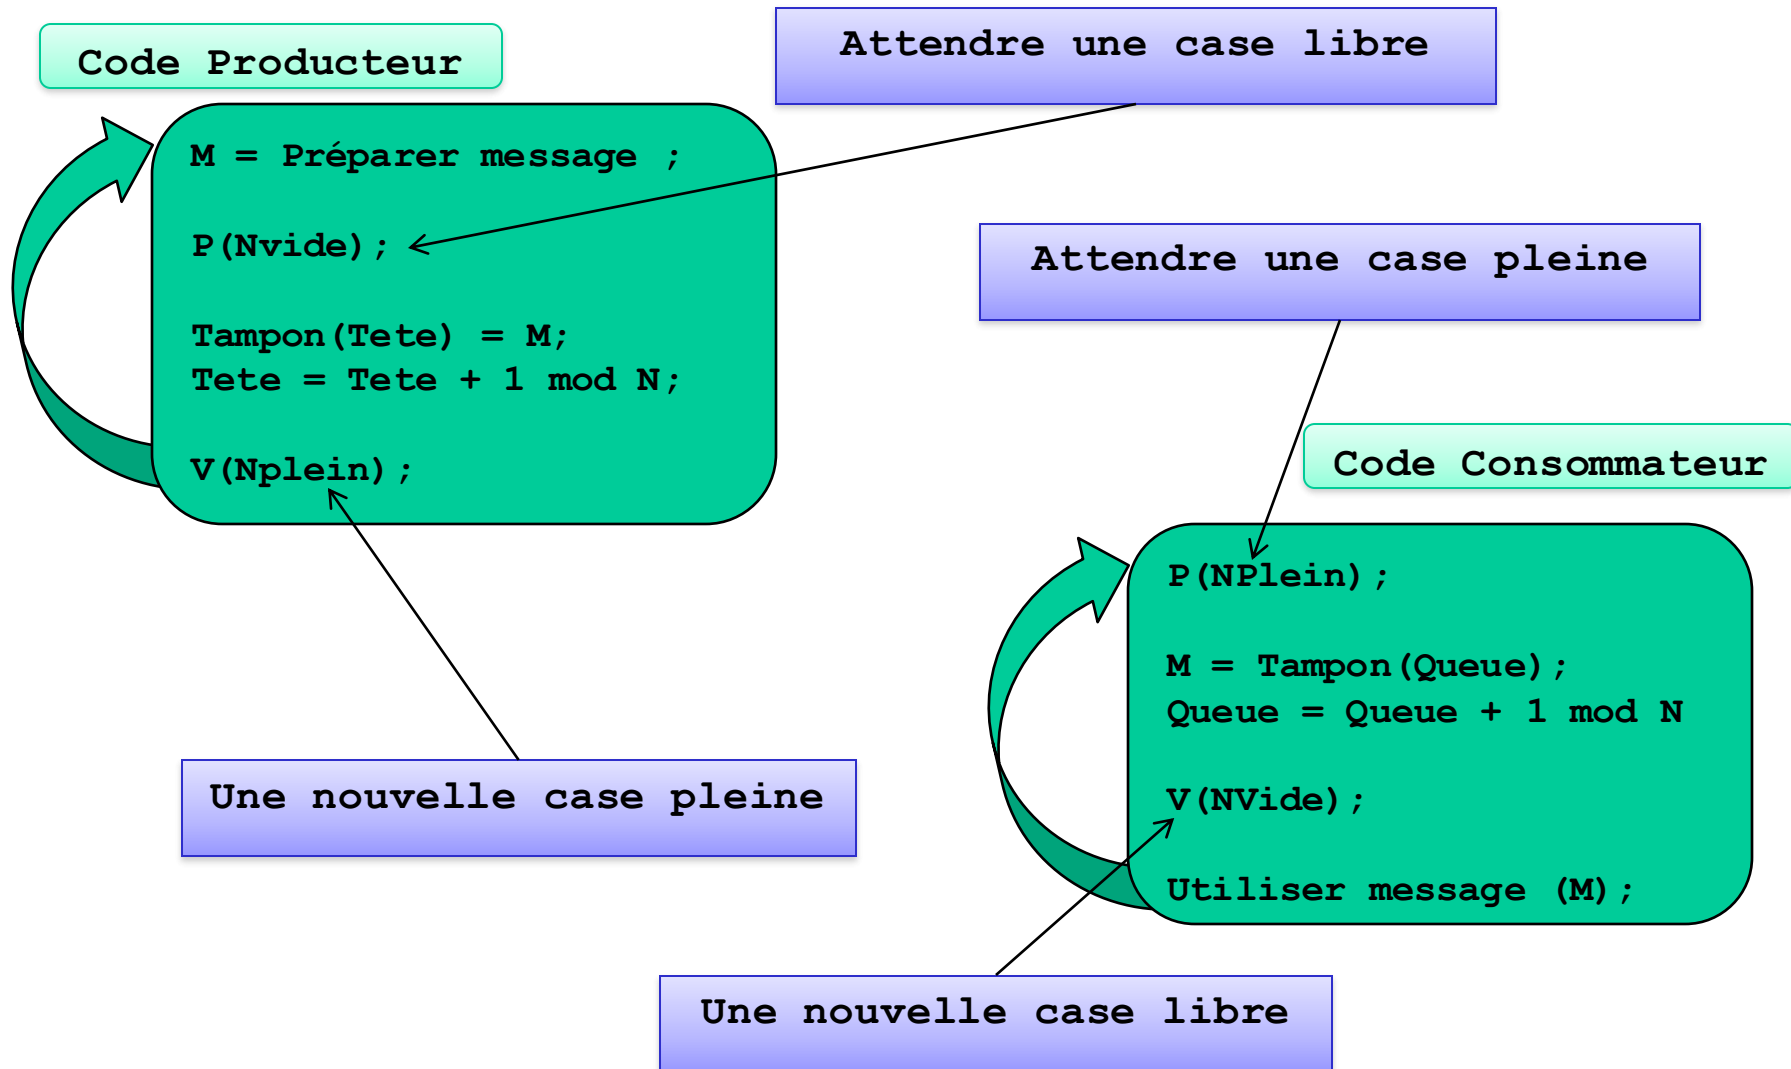 Code Producteur
Attendre une case libre
M = Préparer message ;
P(Nvide);
Tampon(Tete) = M;
Tete = Tete + 1 mod N;
V(Nplein);
Attendre une case pleine
Code Consommateur
P(NPlein);
M = Tampon(Queue);
Queue = Queue + 1 mod N
V(NVide);
Utiliser message (M);
Une nouvelle case pleine
Une nouvelle case libre